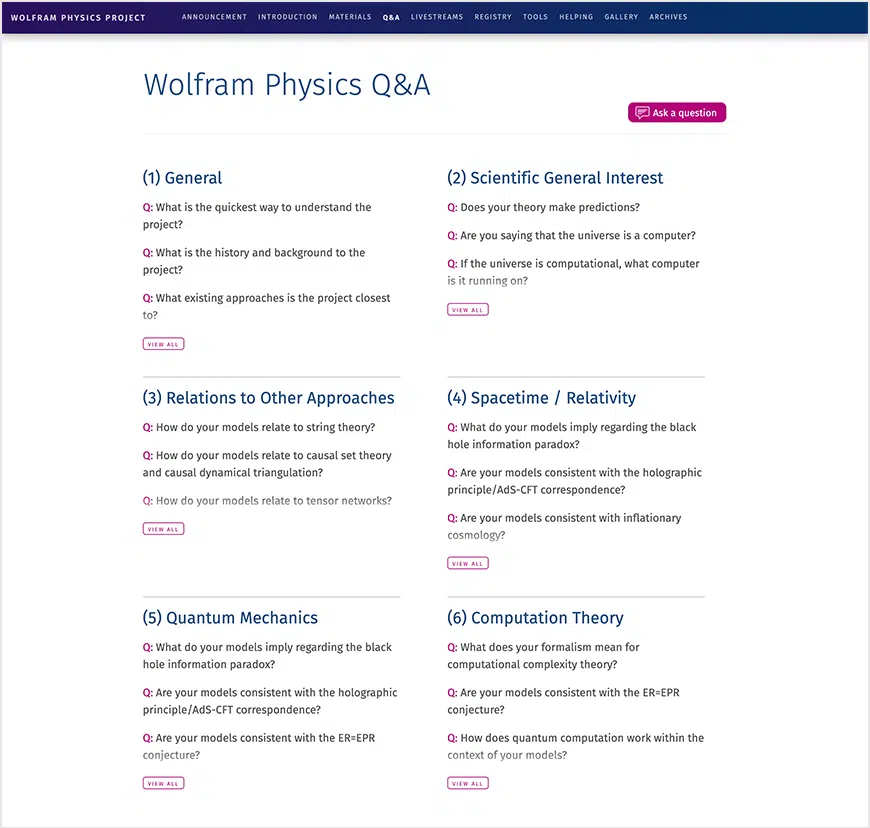 WOLFRAM PHYSICS PROJECT
ANNOUNCEMENT INTRODUCTION MATERIALS Q&A LIVESTREAMS REGISTRY TOOLS HELPING GALLERY ARCHIVES
Wolfram Physics Q&A
Ask a question
(1) General
Q: What is the quickest way to understand the
project?
Q: What is the history and background to the
project?
Q: What existing approaches is the project closest
to?
VIEW ALL
(2) Scientific General Interest
Q: Does your theory make predictions?
Q: Are you saying that the universe is a computer?
Q: If the universe is computational, what computer
is it running on?
VIEW ALL
(3) Relations to Other Approaches
Q: How do your models relate to string theory?
Q: How do your models relate to causal set theory
and causal dynamical triangulation?
Q: How do your models relate to tensor networks?
VIEW ALL
(4) Spacetime / Relativity
Q: What do your models imply regarding the black
hole information paradox?
Q: Are your models consistent with the holographic
principle/AdS-CFT correspondence?
Q: Are your models consistent with inflationary
cosmology?
VIEW ALL
(5) Quantum Mechanics
Q: What do your models imply regarding the black
hole information paradox?
Q: Are your models consistent with the holographic
principle/AdS-CFT correspondence?
Q: Are your models consistent with the ER=EPR
conjecture?
VIEW ALL
(6) Computation Theory
Q: What does your formalism mean for
computational complexity theory?
Q: Are your models consistent with the ER=EPR
conjecture?
Q: How does quantum computation work within the
context of your models?
VIEW ALL